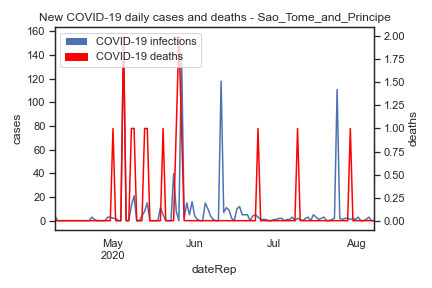 New COVID-19 daily cases and deaths - Sao_Tome_and_Principe
COVID-19 infections
COVID-19 deaths
160
140
120
100
80
60
40
20
0
cases
2.00
1.75
1.50
1.25
1.00
0.75
0.50
0.25
0.00
deaths
May
2020
Jun
Jul
Aug
dateRep